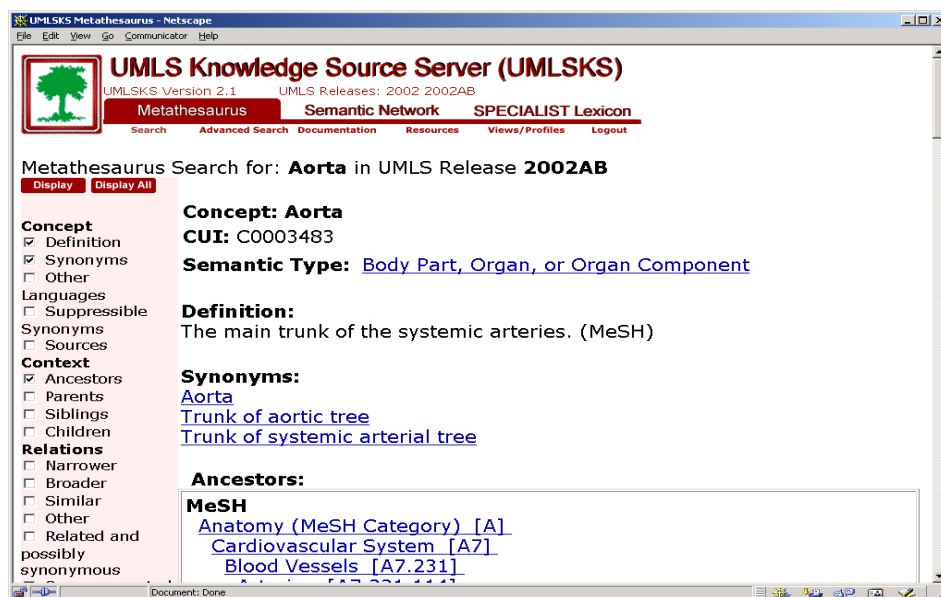 UMLSKS Metathesaurus - Netscape
File Edit View Go Communicator Help
UMLS Knowledge Source Server (UMLSKS)
UMLSKS Version 2.1 UMLS Releases: 2002 2002AB
Metathesaurus Semantic Network SPECIALIST Lexicon
Search Advanced Search Documentation Resources Views/Profiles Logout
Metathesaurus Search for: Aorta in UMLS Release 2002AB
Display Display All
Concept
Definition
Synonyms
Other
Languages
Suppressible
Synonyms
Sources
Context
Ancestors
Parents
Siblings
Children
Relations
Narrower
Broader
Similar
Other
Related and
possibly
synonymous
Concept: Aorta
CUI: C0003483
Semantic Type: Body Part, Organ, or Organ Component
Definition:
The main trunk of the systemic arteries. (MeSH)
Synonyms:
Aorta
Trunk of aortic tree
Trunk of systemic arterial tree
Ancestors:
MeSH
Anatomy (MeSH Category) [A]
Cardiovascular System [A7]
Blood Vessels [A7.231]
Document: Done